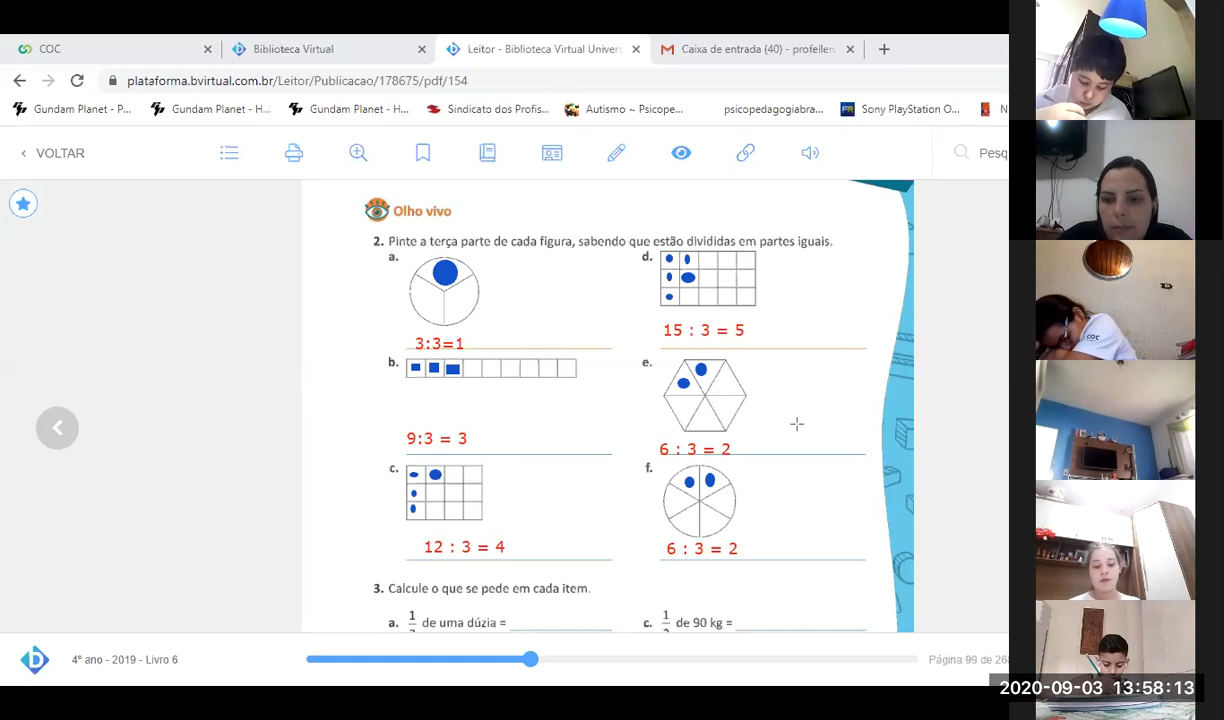 COC
Biblioteca Virtual
Leitor - Biblioteca Virtual Univers
Caixa de entrada (40) - profellen
plataforma.bvirtual.com.br/Leitor/Publicacao/178675/pdf/154
Gundam Planet - P...
Gundam Planet - H...
Gundam Planet - H...
Sindicato dos Profis...
Autismo ~ Psicope...
psicopedagogiabra...
Sony PlayStation O...
N
VOLTAR
Pesq
Olho vivo
2. Pinte a terça parte de cada figura, sabendo que estão divididas em partes iguais.
a.
3:3=1
b.
9:3 = 3
c.
12 : 3 = 4
d.
15 : 3 = 5
e.
6 : 3 = 2
f.
6 : 3 = 2
3. Calcule o que se pede em cada item.
a. 1 de uma dúzia =
c. 1 de 90 kg =
4º ano - 2019 - Livro 6
Página 99 de 268
2020-09-03 13:58:13
COC